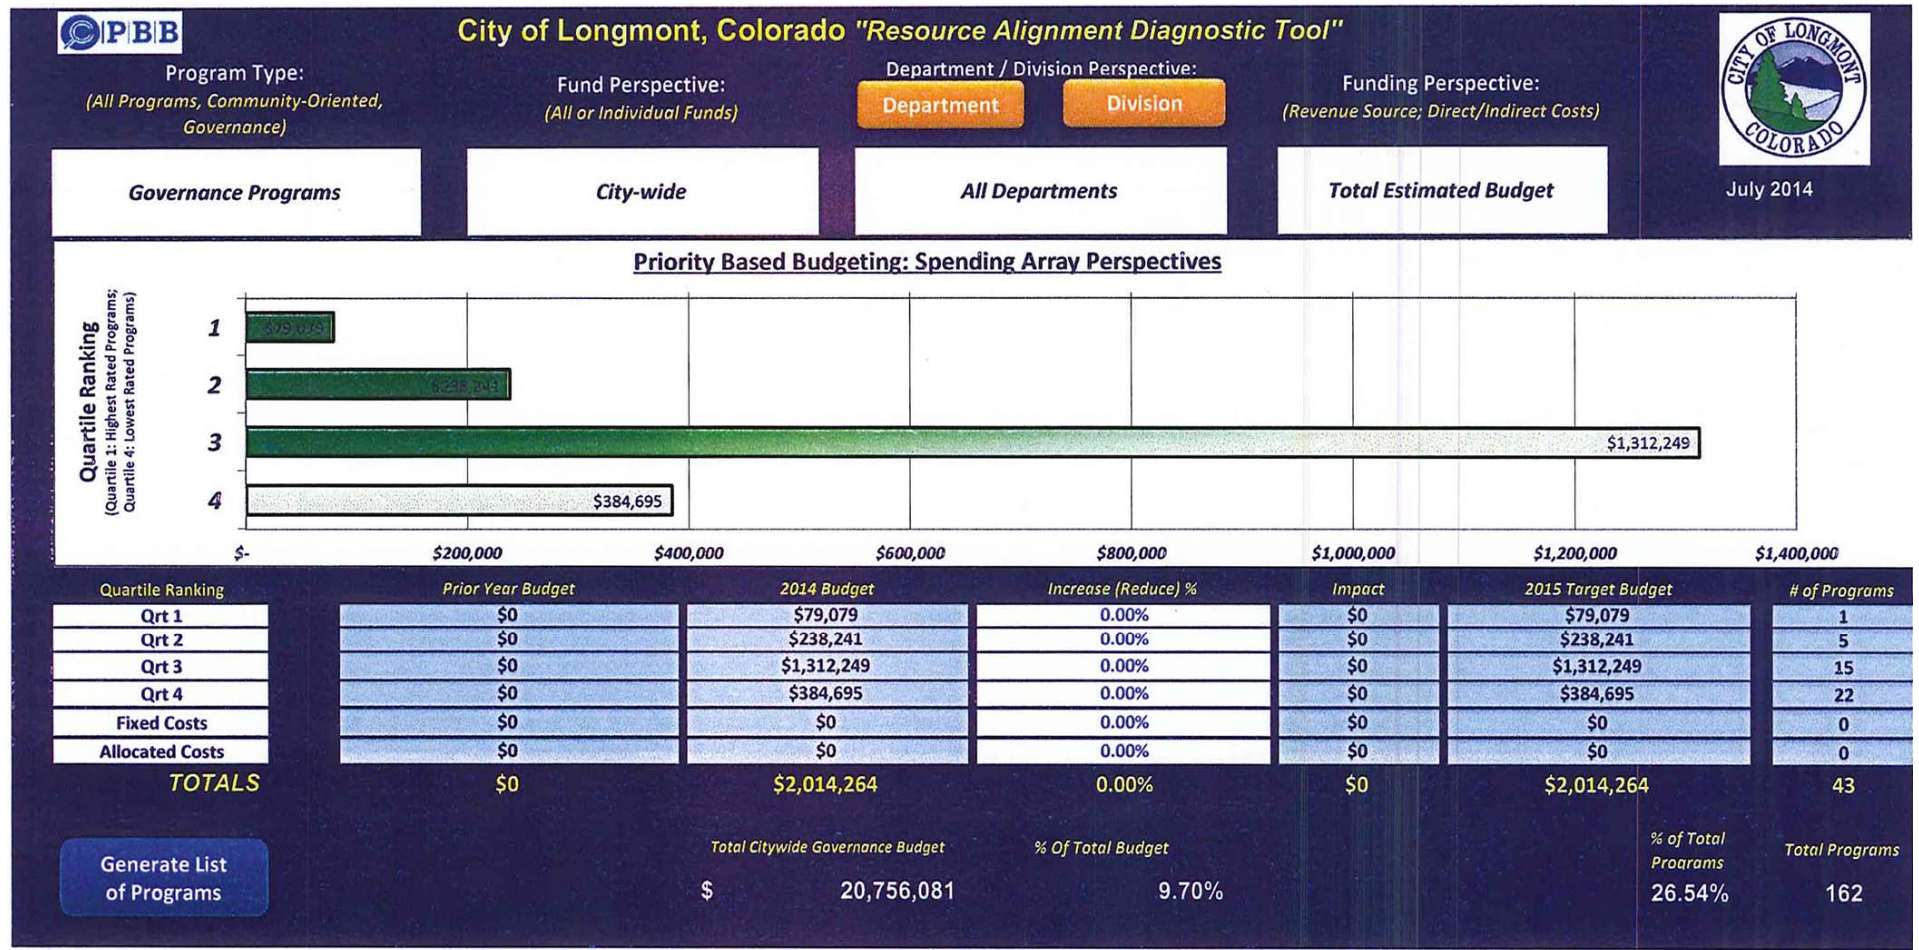 PBB
City of Longmont, Colorado "Resource Alignment Diagnostic Tool"
Program Type:
(All Programs, Community-Oriented,
Governance)
Fund Perspective:
(All or Individual Funds)
Department / Division Perspective:
Department
Division
Funding Perspective:
(Revenue Source; Direct/Indirect Costs)
CITY OF LONGMONT
COLORADO
Governance Programs
City-wide
All Departments
Total Estimated Budget
July 2014
Priority Based Budgeting: Spending Array Perspectives
Quartile Ranking
(Quartile 1: Highest Rated Programs;
Quartile 4: Lowest Rated Programs)
1
2
3 $1,312,249
4 $384,695
$- $200,000 $400,000 $600,000 $800,000 $1,000,000 $1,200,000 $1,400,000
Quartile Ranking Prior Year Budget 2014 Budget Increase (Reduce) % Impact 2015 Target Budget # of Programs
Qrt 1 $0 $79,079 0.00% $0 $79,079 1
Qrt 2 $0 $238,241 0.00% $0 $238,241 5
Qrt 3 $0 $1,312,249 0.00% $0 $1,312,249 15
Qrt 4 $0 $384,695 0.00% $0 $384,695 22
Fixed Costs $0 $0 0.00% $0 $0 0
Allocated Costs $0 $0 0.00% $0 $0 0
TOTALS $0 $2,014,264 0.00% $0 $2,014,264 43
Generate List
of Programs
Total Citywide Governance Budget
$ 20,756,081
% Of Total Budget
9.70%
% of Total
Programs
26.54%
Total Programs
162